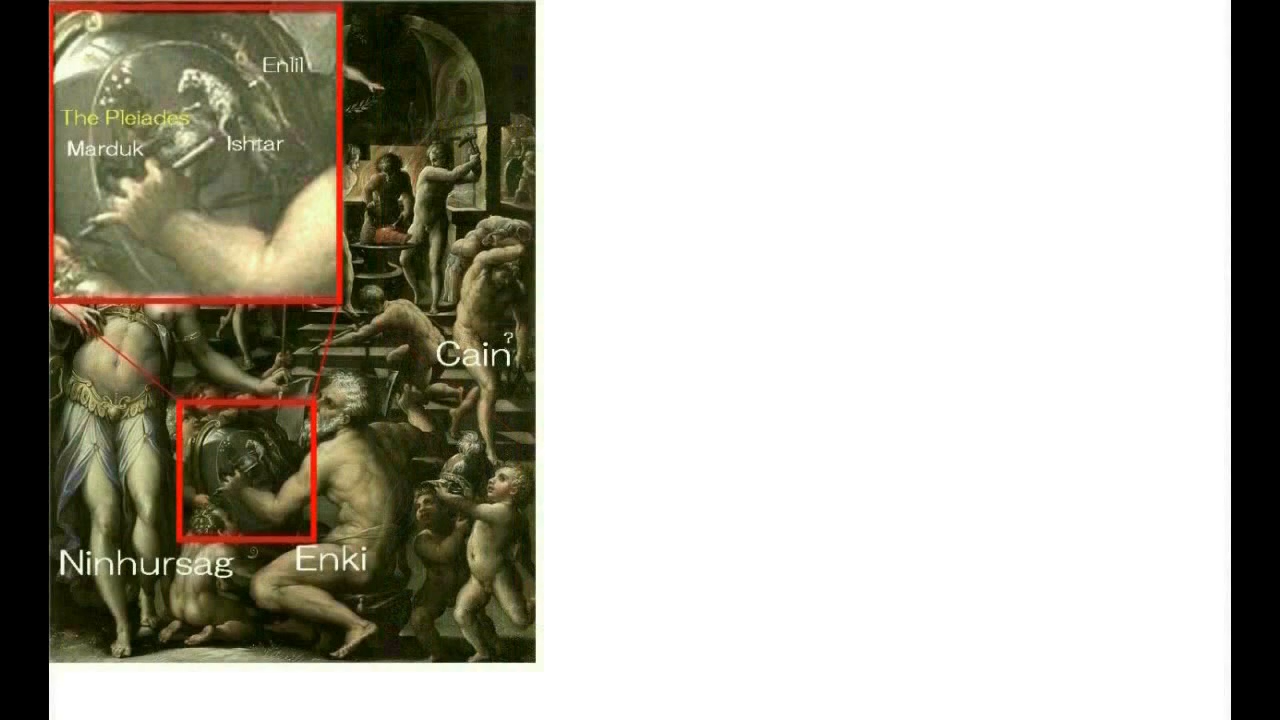 Enlil
The Pleiades
Marduk
Ishtar
?
Cain
Ninhursag ?
Enki